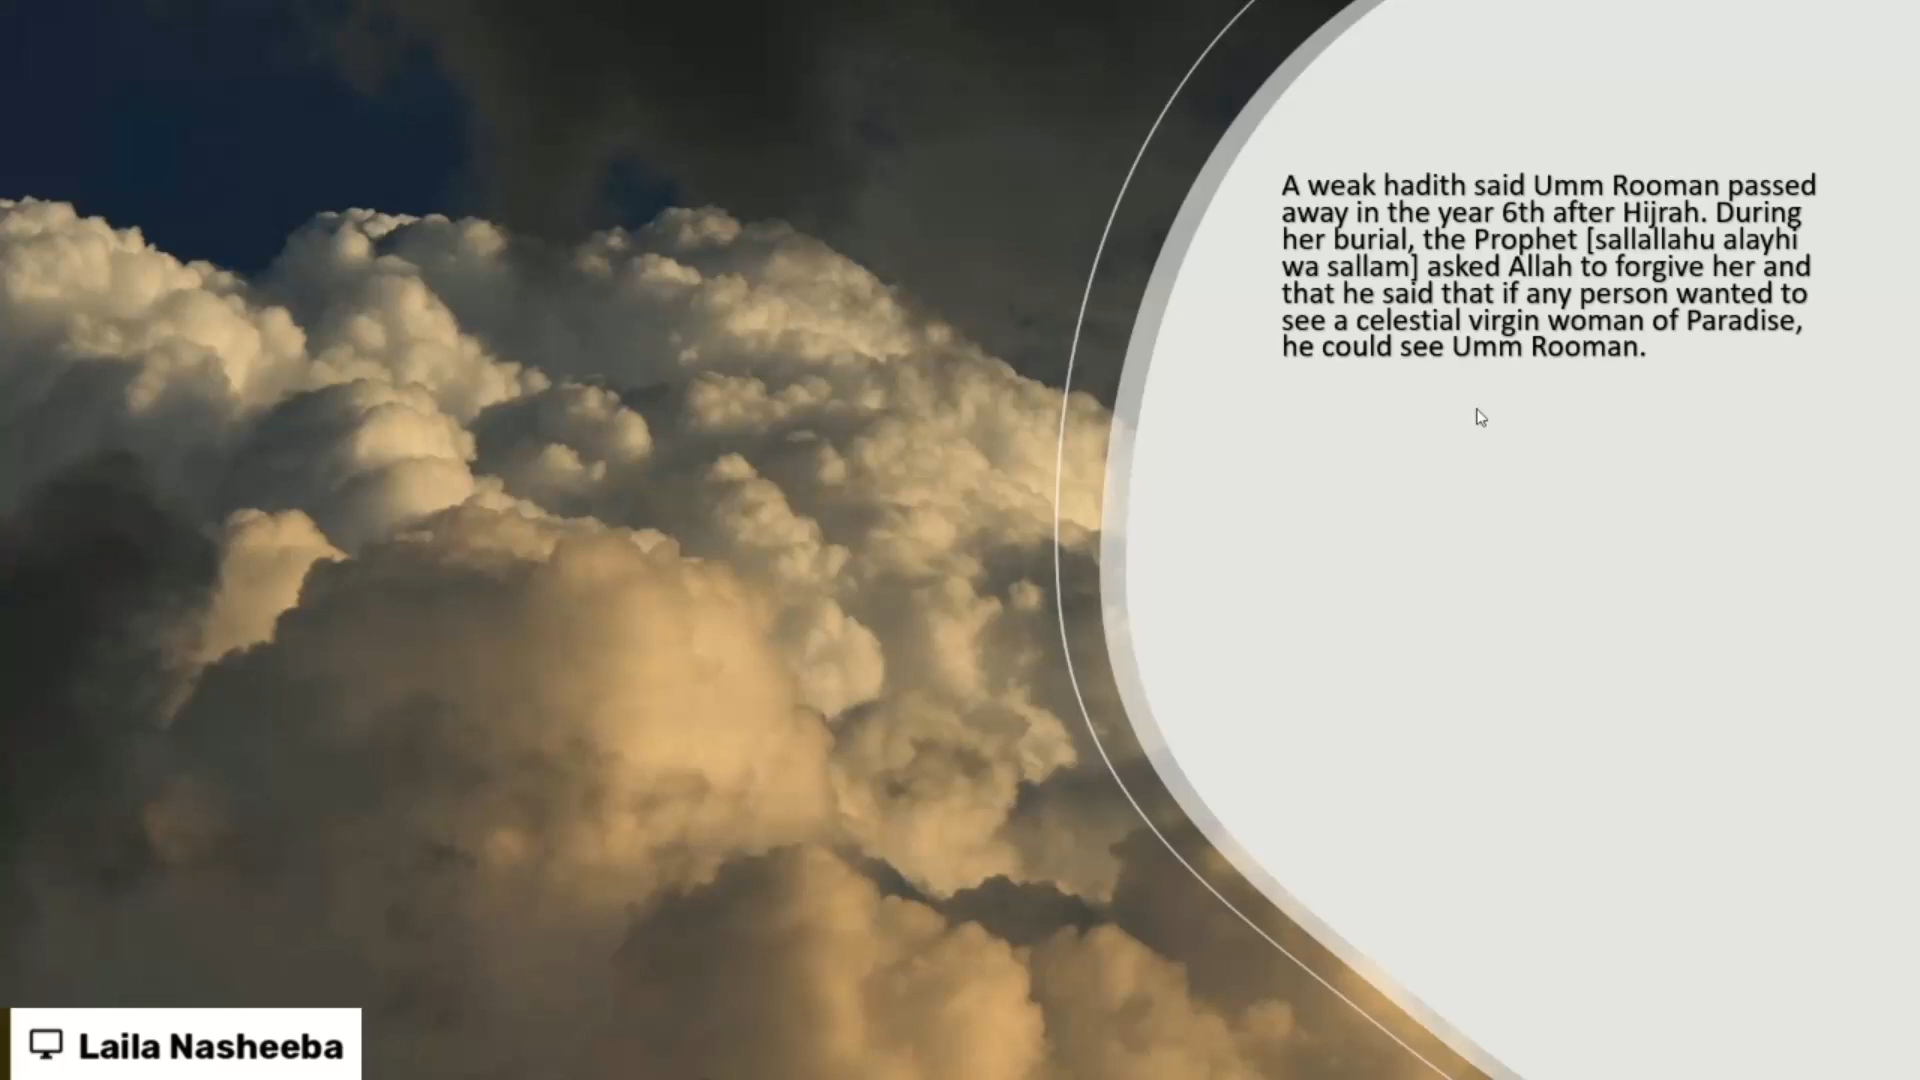 A weak hadith said Umm Rooman passed
away in the year 6th after Hijrah. During
her burial, the Prophet [sallallahu alayhi
wa sallam] asked Allah to forgive her and
that he said that if any person wanted to
see a celestial virgin woman of Paradise,
he could see Umm Rooman.
Laila Nasheeba